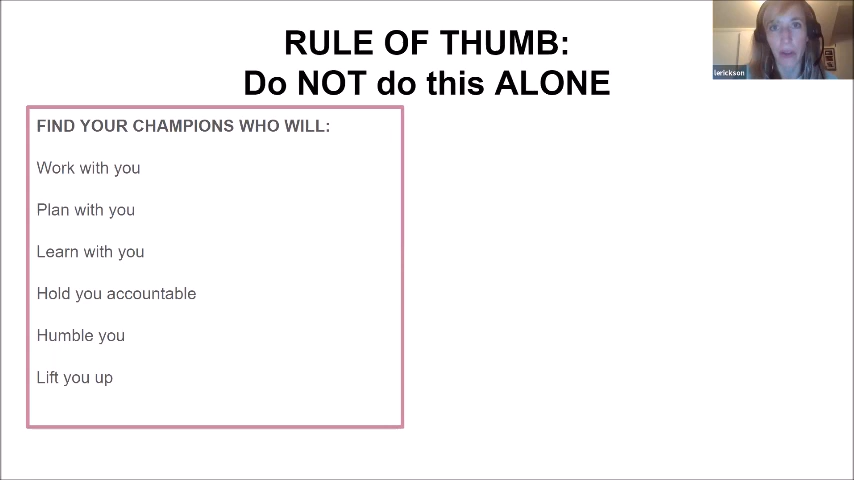 RULE OF THUMB:
Do NOT do this ALONE
lerickson
FIND YOUR CHAMPIONS WHO WILL:
Work with you
Plan with you
Learn with you
Hold you accountable
Humble you
Lift you up